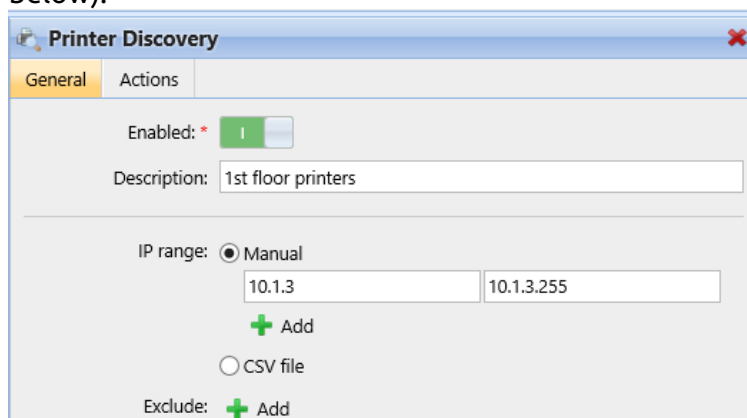 below).
Printer Discovery
General Actions
Enabled: * I
Description: 1st floor printers
IP range: Manual
10.1.3 10.1.3.255
Add
CSV file
Exclude: Add